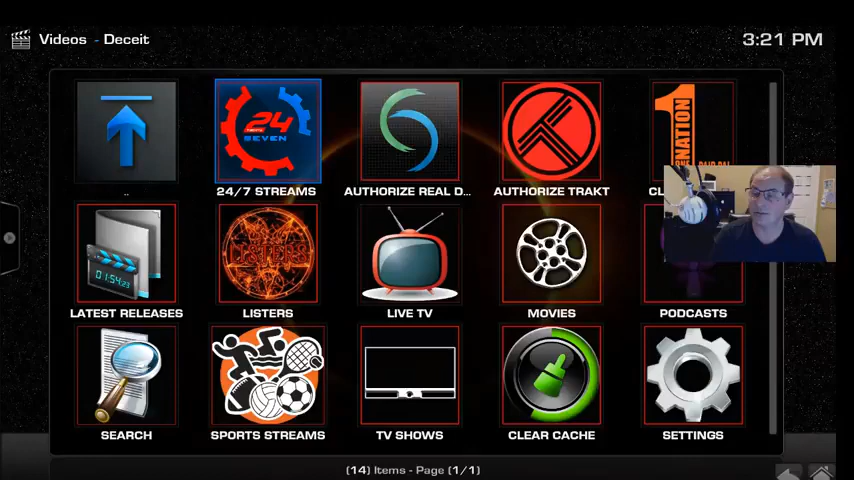 Videos - Deceit
3:21 PM
24
SEVEN
1
NATION
..
24/7 STREAMS
AUTHORIZE REAL D...
AUTHORIZE TRAKT
CL
LISTERS
01:54:23
LATEST RELEASES
LISTERS
LIVE TV
MOVIES
PODCASTS
SEARCH
SPORTS STREAMS
TV SHOWS
CLEAR CACHE
SETTINGS
(14) Items - Page (1/1)